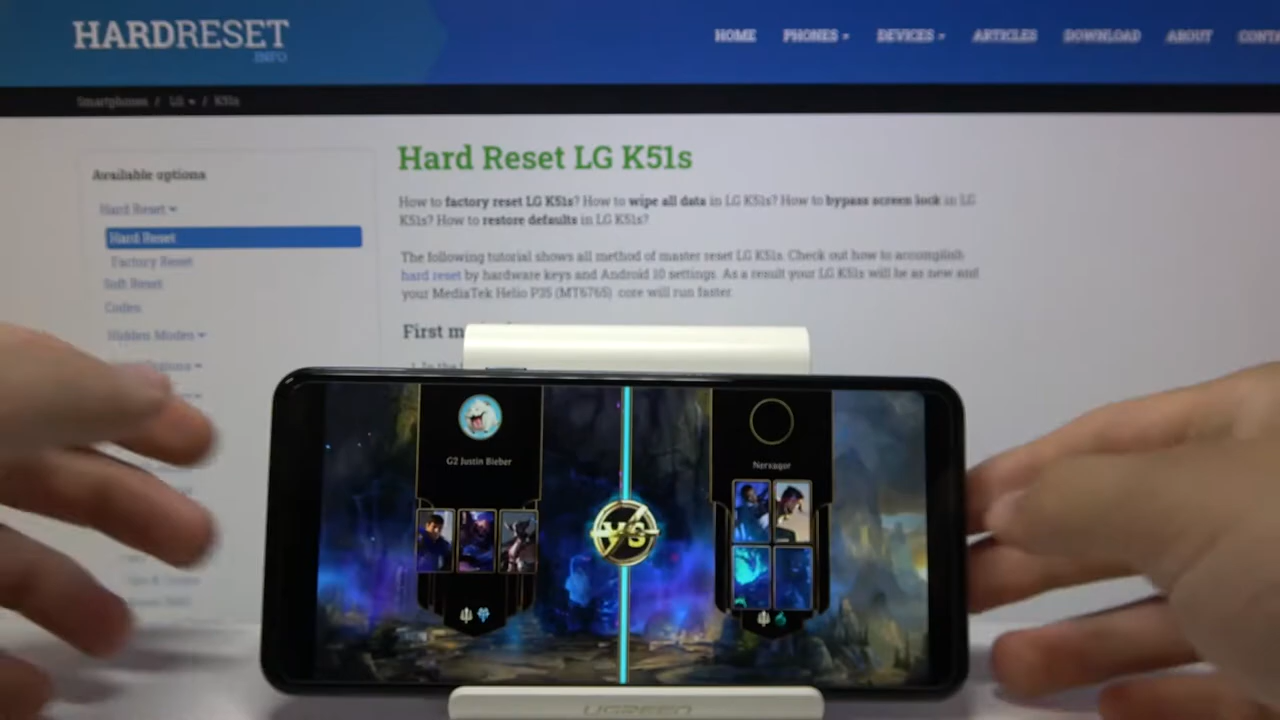 HARDRESET
INFO
HOME PHONES DEVICES ARTICLES DOWNLOAD ABOUT
Smartphones / LG / K51s
Available options
Hard Reset
Hard Reset
Factory Reset
Soft Reset
Codes
Hidden Modes
Hard Reset LG K51s
How to factory reset LG K51s? How to wipe all data in LG K51s? How to bypass screen lock in LG
K51s? How to restore defaults in LG K51s?
The following tutorial shows all method of master reset LG K51s. Check out how to accomplish
hard reset by hardware keys and Android 10 settings. As a result your LG K51s will be as new and
your MediaTek Helio P35 (MT6765) core will run faster.
First
G2 Justin Bieber
VS
Nerxaqor
UGREEN